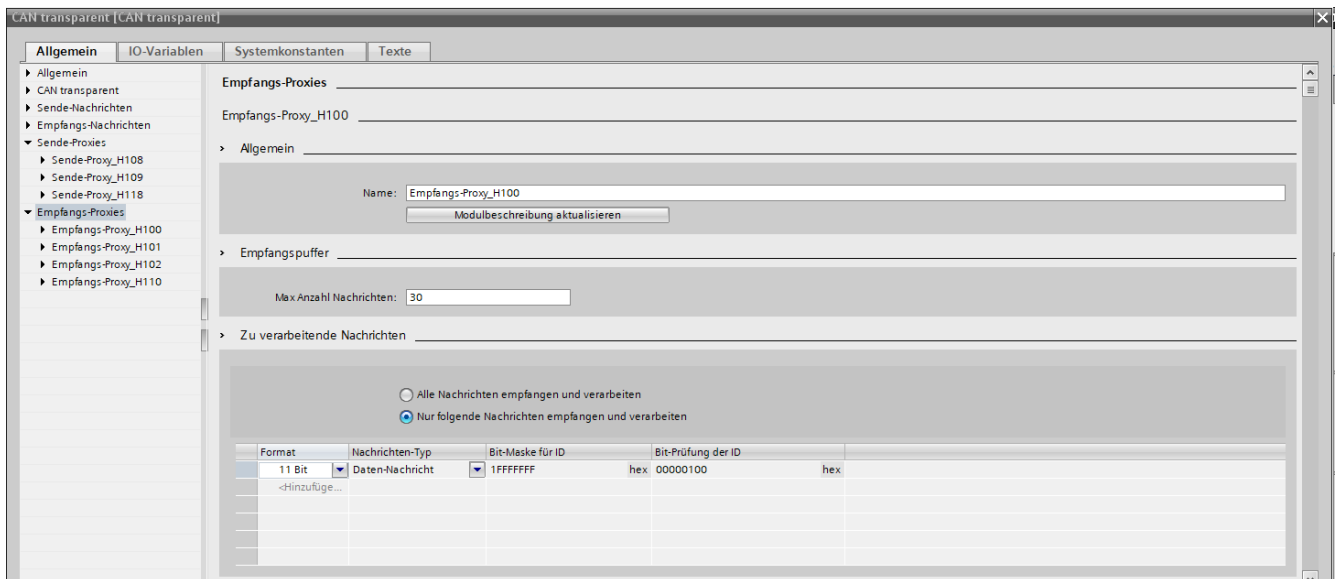 CAN transparent [CAN transparent]
Allgemein IO-Variablen Systemkonstanten Texte
Allgemein
CAN transparent
Sende-Nachrichten
Empfangs-Nachrichten
Sende-Proxies
Sende-Proxy_H108
Sende-Proxy_H109
Sende-Proxy_H118
Empfangs-Proxies
Empfangs-Proxy_H100
Empfangs-Proxy_H101
Empfangs-Proxy_H102
Empfangs-Proxy_H110
Empfangs-Proxies
Empfangs-Proxy_H100
Allgemein
Name: Empfangs-Proxy_H100
Modulbeschreibung aktualisieren
Empfangspuffer
Max Anzahl Nachrichten: 30
Zu verarbeitende Nachrichten
Alle Nachrichten empfangen und verarbeiten
Nur folgende Nachrichten empfangen und verarbeiten
Format Nachrichten-Typ Bit-Maske für ID Bit-Prüfung der ID
11 Bit Daten-Nachricht 1FFFFFFF hex 00000100 hex
<Hinzufüge...